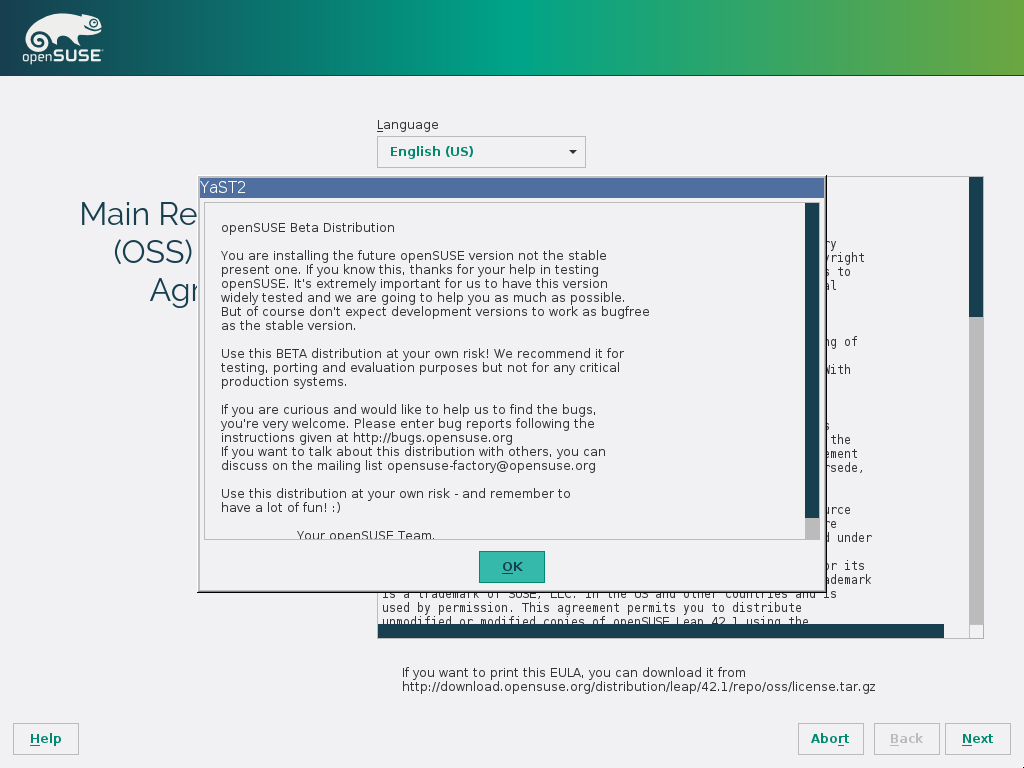 openSUSE
Language
English (US)
Main Re
(OSS)
Agr
YaST2
openSUSE Beta Distribution
You are installing the future openSUSE version not the stable
present one. If you know this, thanks for your help in testing
openSUSE. It's extremely important for us to have this version
widely tested and we are going to help you as much as possible.
But of course don't expect development versions to work as bugfree
as the stable version.
Use this BETA distribution at your own risk! We recommend it for
testing, porting and evaluation purposes but not for any critical
production systems.
If you are curious and would like to help us to find the bugs,
you're very welcome. Please enter bug reports following the
instructions given at http://bugs.opensuse.org
If you want to talk about this distribution with others, you can
discuss on the mailing list opensuse-factory@opensuse.org
Use this distribution at your own risk - and remember to
have a lot of fun! :)
Your openSUSE Team.
OK
ry
yright
s to
al
ng of
With
s
the
ement
rsede,
urce
re
d under
or its
ademark
is a trademark of SUSE, LLC. in the US and other countries and is
used by permission. This agreement permits you to distribute
unmodified or modified copies of openSUSE Leap 42.1 using the
If you want to print this EULA, you can download it from
http://download.opensuse.org/distribution/leap/42.1/repo/oss/license.tar.gz
Help
Abort
Back
Next